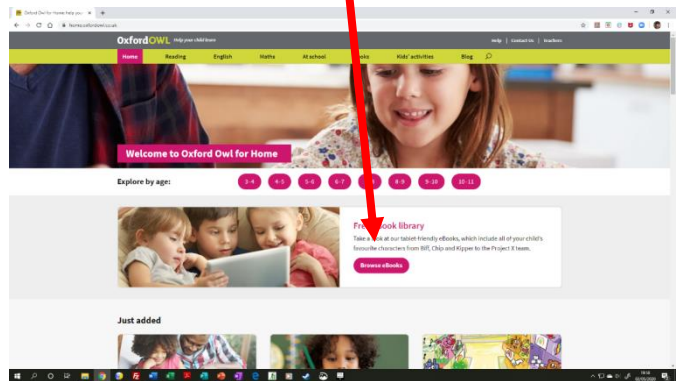 Oxford Owl for Home: help you
home.oxfordowl.co.uk
OxfordOWL Help your child learn
Help | Contact Us | Teachers
Home Reading English Maths At school Kids' activities Blog
Welcome to Oxford Owl for Home
Explore by age: 3-4 4-5 5-6 6-7 8-9 9-10 10-11
library
Take a look at our tablet-friendly eBooks, which include all of your child's
favourite characters from Biff, Chip and Kipper to the Project X team.
Browse eBooks
Just added